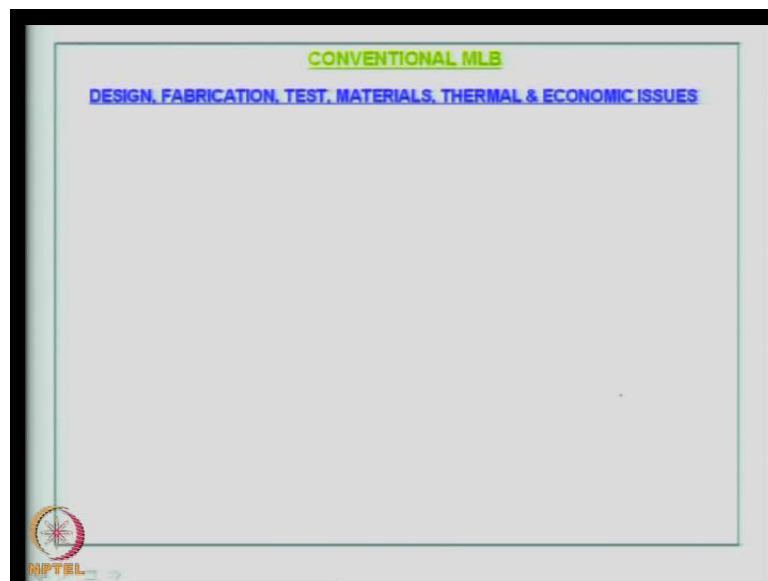 CONVENTIONAL MLB
DESIGN, FABRICATION, TEST, MATERIALS, THERMAL & ECONOMIC ISSUES
NPTEL